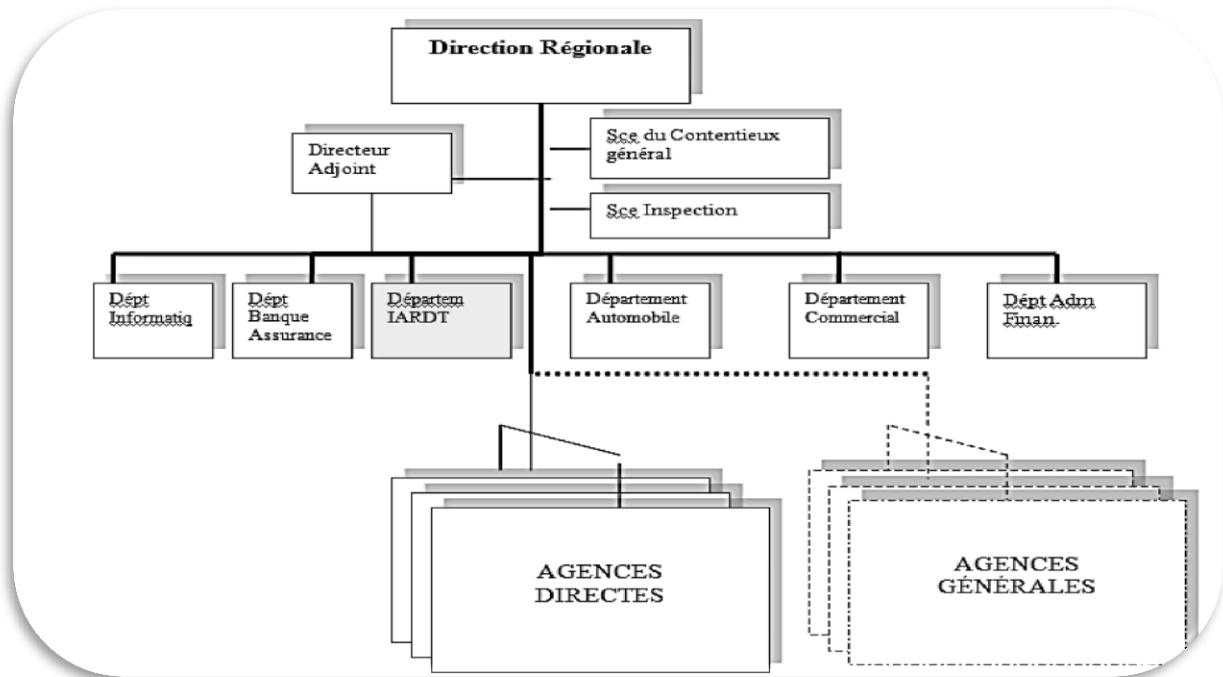 Direction Régionale
Directeur
Adjoint
Sce du Contentieux
général
Sce Inspection
Dépt
Informatiq
Dépt
Banque
Assurance
Départem
IARDT
Département
Automobile
Département
Commercial
Dépt Adm
Finan.
AGENCES
DIRECTES
AGENCES
GÉNÉRALES